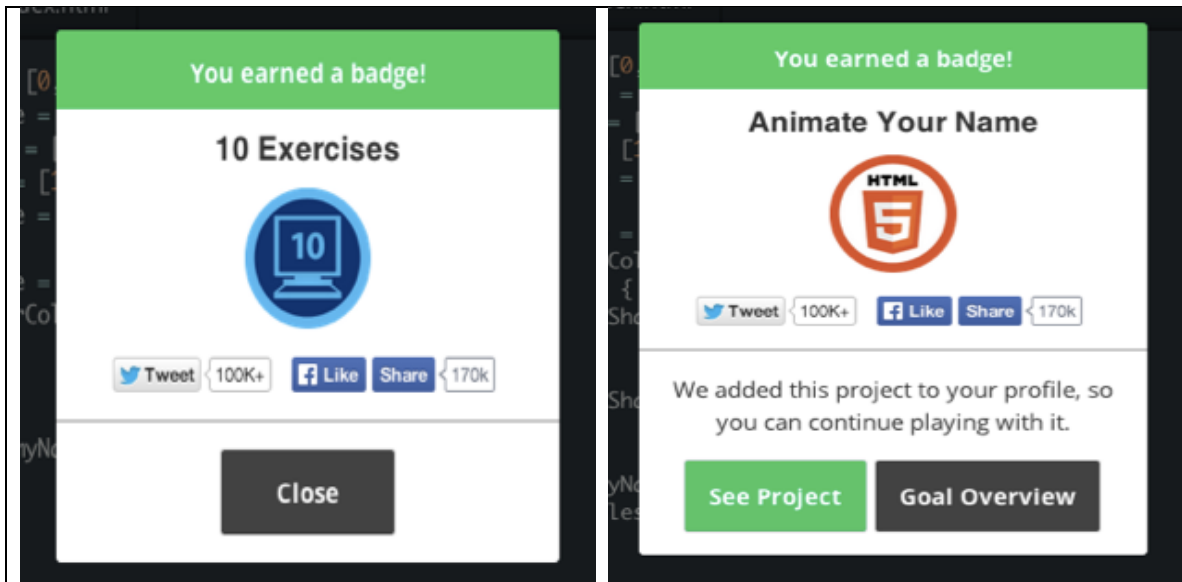 You earned a badge!
10 Exercises
10
Tweet 100K+ Like Share 170k
Close
You earned a badge!
Animate Your Name
HTML
5
Tweet 100K+ Like Share 170k
We added this project to your profile, so
you can continue playing with it.
See Project Goal Overview